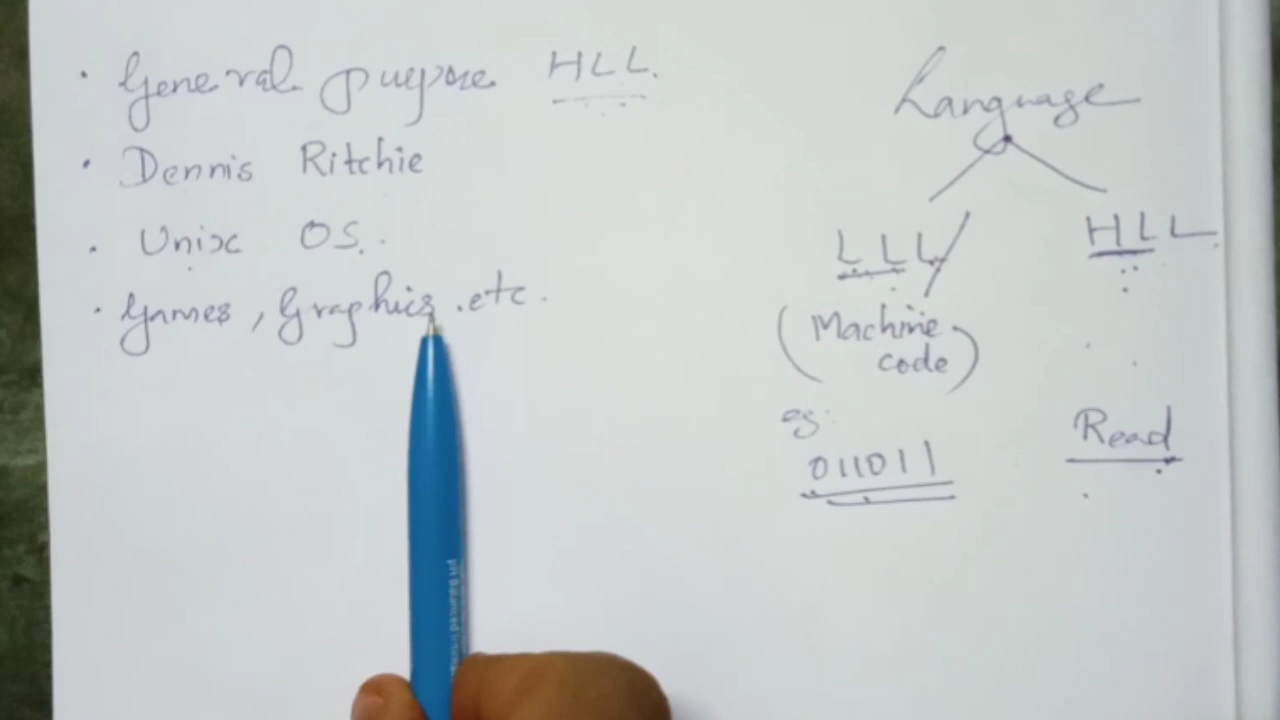 • General purpose HLL.
• Dennis Ritchie
• Unix OS.
• Games, Graphics. etc.
Language
LLL HLL
(Machine code)
eg:
011011
Read